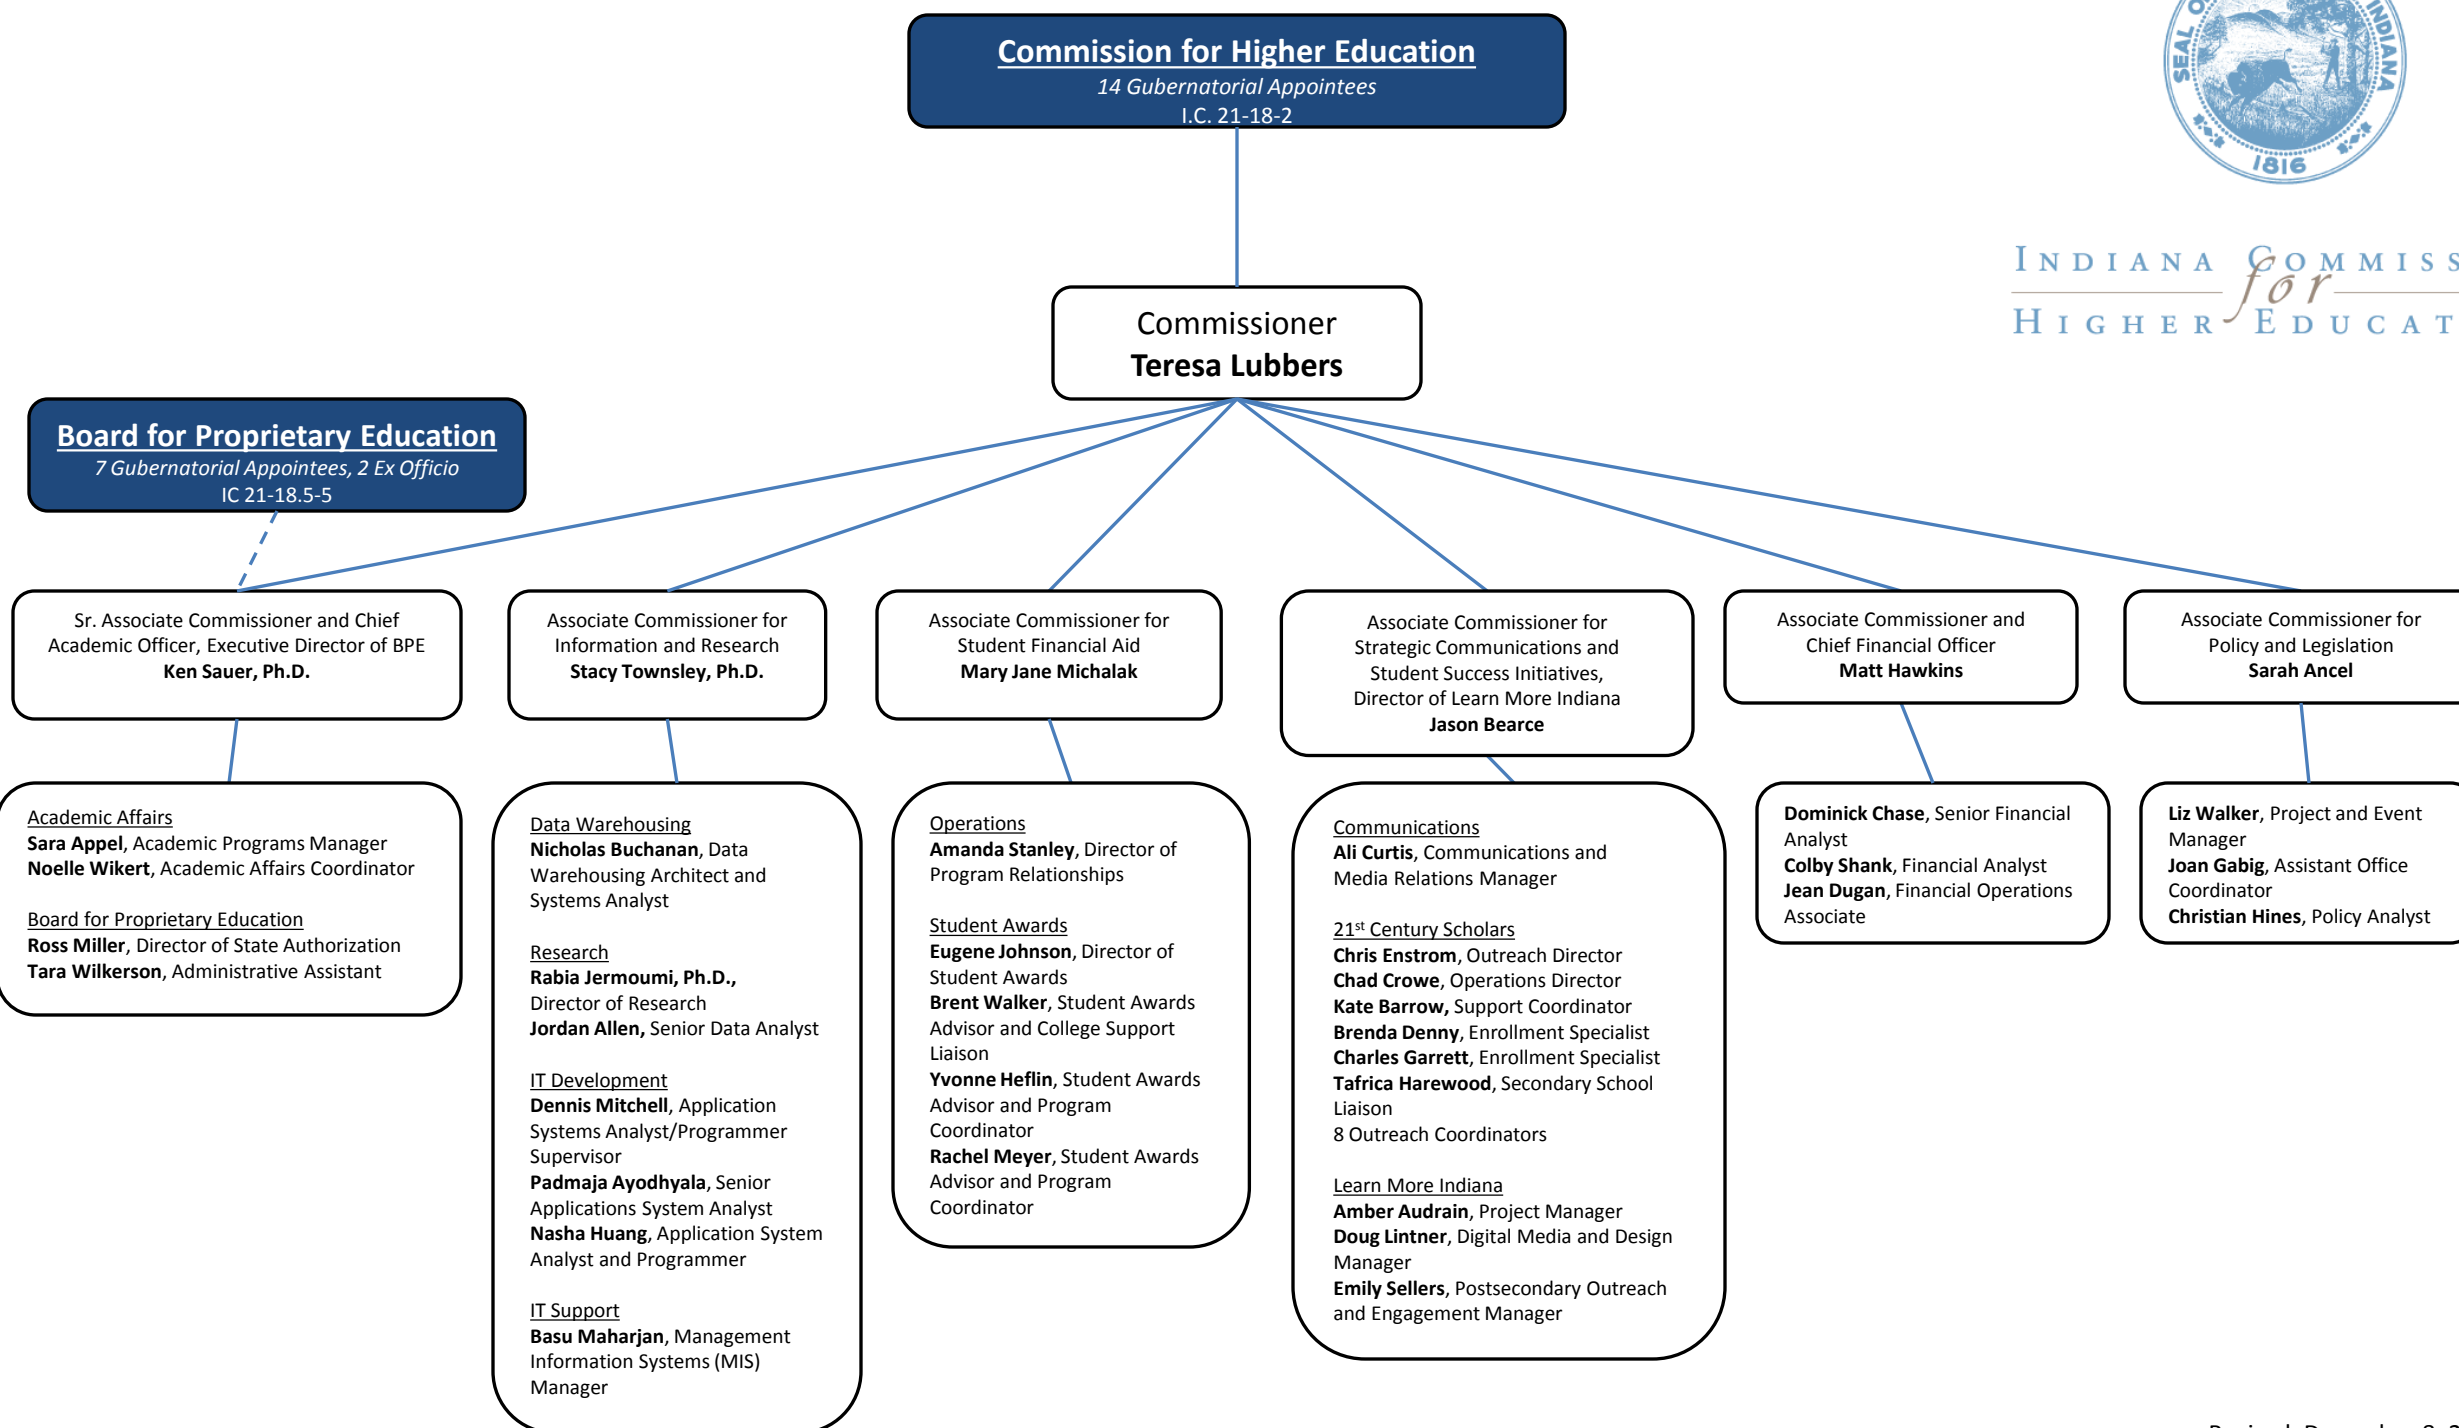 Commission for Higher Education
14 Gubernatorial Appointees
I.C. 21-18-2
SEAL O
INDIANA
1816
INDIANA COMMISS
for
HIGHER EDUCAT
Commissioner
Teresa Lubbers
Board for Proprietary Education
7 Gubernatorial Appointees, 2 Ex Officio
IC 21-18.5-5
Sr. Associate Commissioner and Chief
Academic Officer, Executive Director of BPE
Ken Sauer, Ph.D.
Associate Commissioner for
Information and Research
Stacy Townsley, Ph.D.
Associate Commissioner for
Student Financial Aid
Mary Jane Michalak
Associate Commissioner for
Strategic Communications and
Student Success Initiatives,
Director of Learn More Indiana
Jason Bearce
Associate Commissioner and
Chief Financial Officer
Matt Hawkins
Associate Commissioner for
Policy and Legislation
Sarah Ancel
Academic Affairs
Sara Appel, Academic Programs Manager
Noelle Wikert, Academic Affairs Coordinator
Board for Proprietary Education
Ross Miller, Director of State Authorization
Tara Wilkerson, Administrative Assistant
Data Warehousing
Nicholas Buchanan, Data
Warehousing Architect and
Systems Analyst
Research
Rabia Jermoumi, Ph.D.,
Director of Research
Jordan Allen, Senior Data Analyst
IT Development
Dennis Mitchell, Application
Systems Analyst/Programmer
Supervisor
Padmaja Ayodhyala, Senior
Applications System Analyst
Nasha Huang, Application System
Analyst and Programmer
IT Support
Basu Maharjan, Management
Information Systems (MIS)
Manager
Operations
Amanda Stanley, Director of
Program Relationships
Student Awards
Eugene Johnson, Director of
Student Awards
Brent Walker, Student Awards
Advisor and College Support
Liaison
Yvonne Heflin, Student Awards
Advisor and Program
Coordinator
Rachel Meyer, Student Awards
Advisor and Program
Coordinator
Communications
Ali Curtis, Communications and
Media Relations Manager
21st Century Scholars
Chris Enstrom, Outreach Director
Chad Crowe, Operations Director
Kate Barrow, Support Coordinator
Brenda Denny, Enrollment Specialist
Charles Garrett, Enrollment Specialist
Tafrica Harewood, Secondary School
Liaison
8 Outreach Coordinators
Learn More Indiana
Amber Audrain, Project Manager
Doug Lintner, Digital Media and Design
Manager
Emily Sellers, Postsecondary Outreach
and Engagement Manager
Dominick Chase, Senior Financial
Analyst
Colby Shank, Financial Analyst
Jean Dugan, Financial Operations
Associate
Liz Walker, Project and Event
Manager
Joan Gabig, Assistant Office
Coordinator
Christian Hines, Policy Analyst
Revised December 8, 2